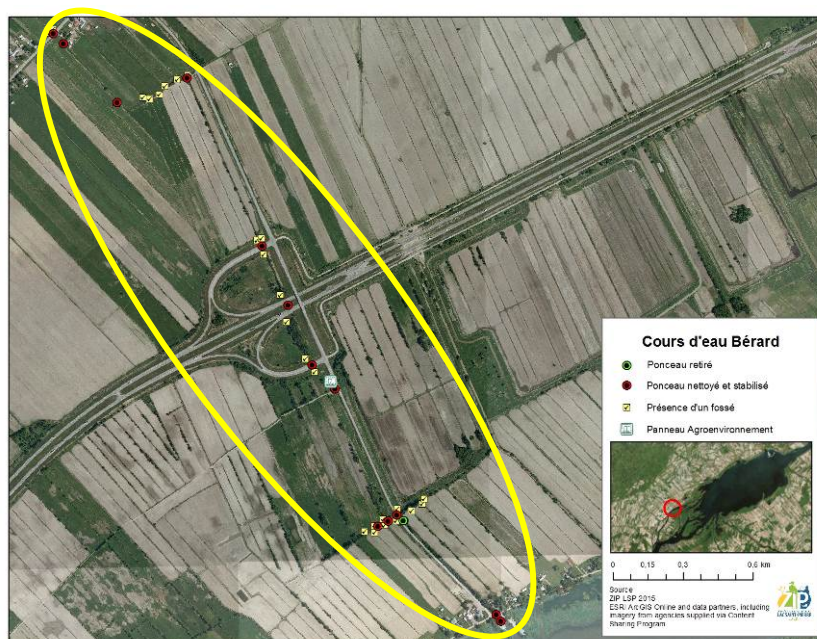 Cours d'eau Bérard
Ponceau retiré
Ponceau nettoyé et stabilisé
Présence d'un fossé
Panneau Agroenvironnement
0 0,15 0,3 0,6 km
Source
ZIP LSP 2015
ESRI ArcGIS Online and data partners, including
imagery from agencies supplied via Content
Sharing Program.
ZIP